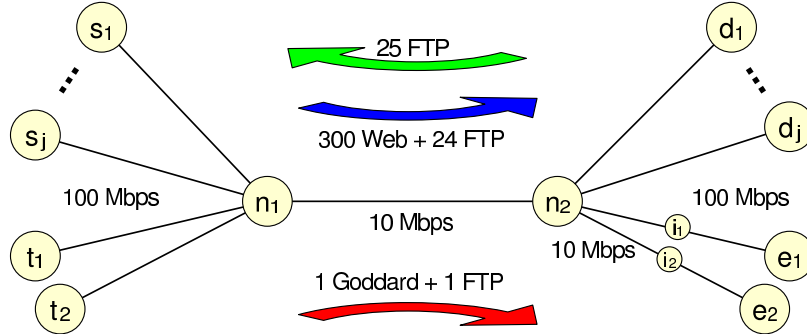 s1
d1
25 FTP
sj
dj
300 Web + 24 FTP
100 Mbps
n1
n2
100 Mbps
10 Mbps
i1
10 Mbps
i2
t1
e1
1 Goddard + 1 FTP
t2
e2